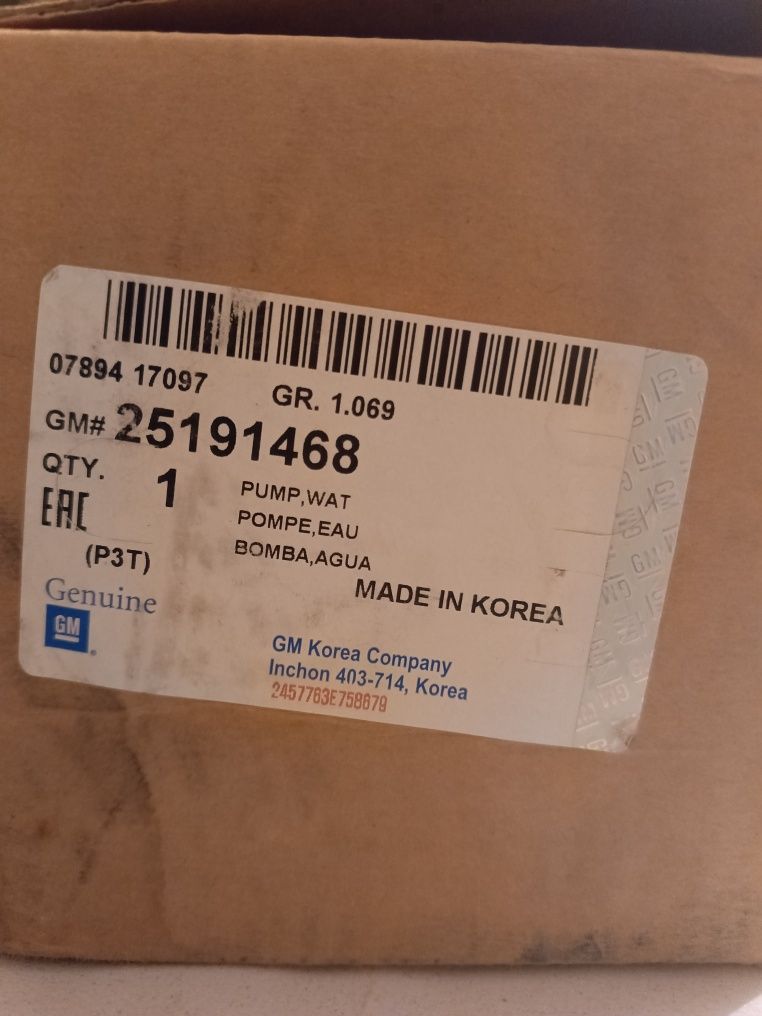 07894 17097
GR. 1.069
GM# 25191468
QTY. 1
PUMP,WAT
POMPE,EAU
BOMBA,AGUA
EAC
(P3T)
MADE IN KOREA
Genuine
GM
GM Korea Company
Inchon 403-714, Korea
2457763E758679